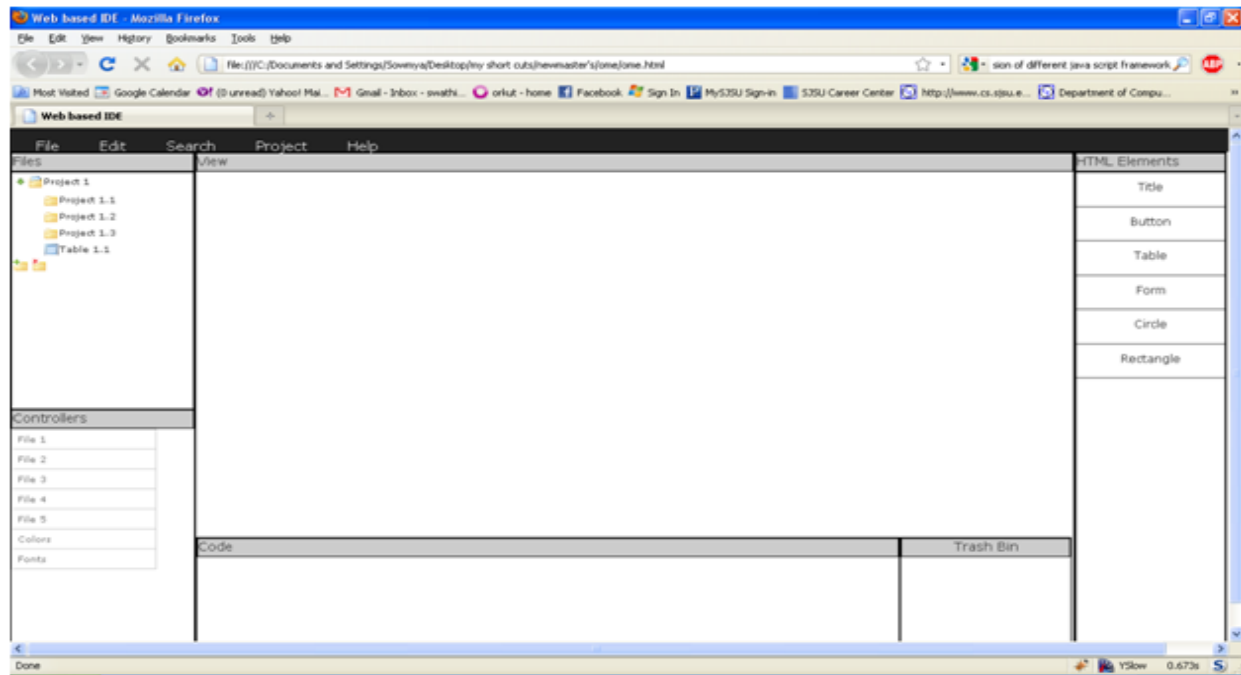 Web based IDE - Mozilla Firefox
File Edit View History Bookmarks Tools Help
file:///C:/Documents and Settings/Sowmya/Desktop/my short cuts/newmaster's/ome/ome.html
sion of different java script framework
ABP
Most Visited Google Calendar (0 unread) Yahoo! Mai... Gmail - Inbox - swathi... orkut - home Facebook Sign In MySJSU Sign-in SJSU Career Center http://www.cs.sjsu.e... Department of Compu...
Web based IDE
File Edit Search Project Help
Files
View
HTML Elements
Project 1
Project 1.1
Project 1.2
Project 1.3
Table 1.1
Title
Button
Table
Form
Circle
Rectangle
Controllers
File 1
File 2
File 3
File 4
File 5
Colors
Fonts
Code
Trash Bin
Done
YSlow 0.673s